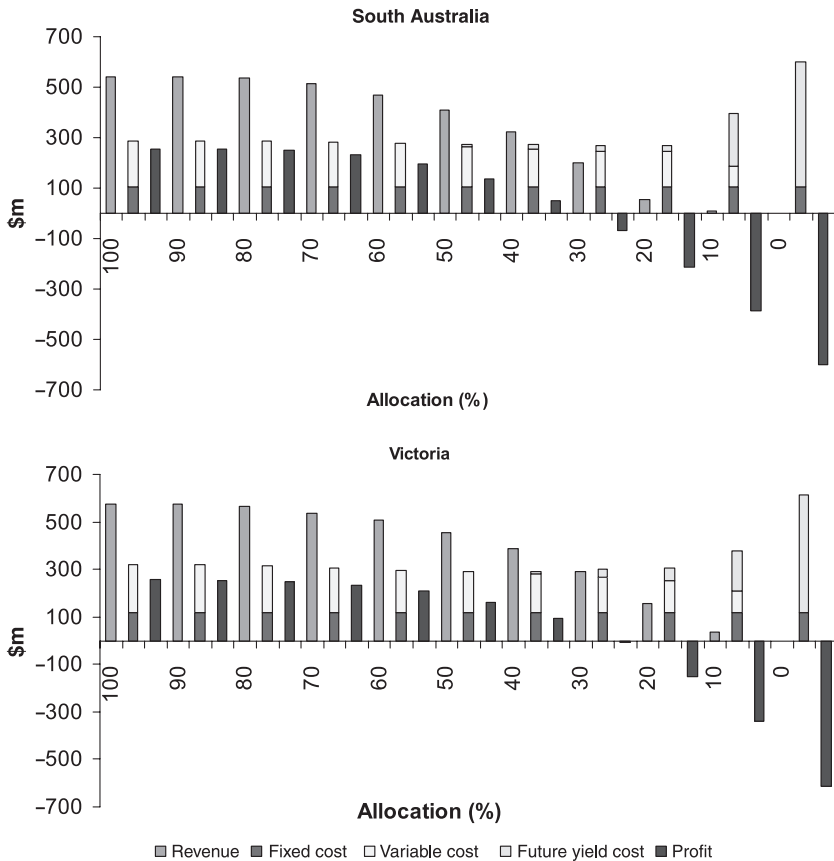 South Australia
700
500
300
100
−100
−300
−500
−700
$m
100 90 80 70 60 50 40 30 20 10 0
Allocation (%)
Victoria
700
500
300
100
−100
−300
−500
−700
$m
100 90 80 70 60 50 40 30 20 10 0
Allocation (%)
Revenue Fixed cost Variable cost Future yield cost Profit